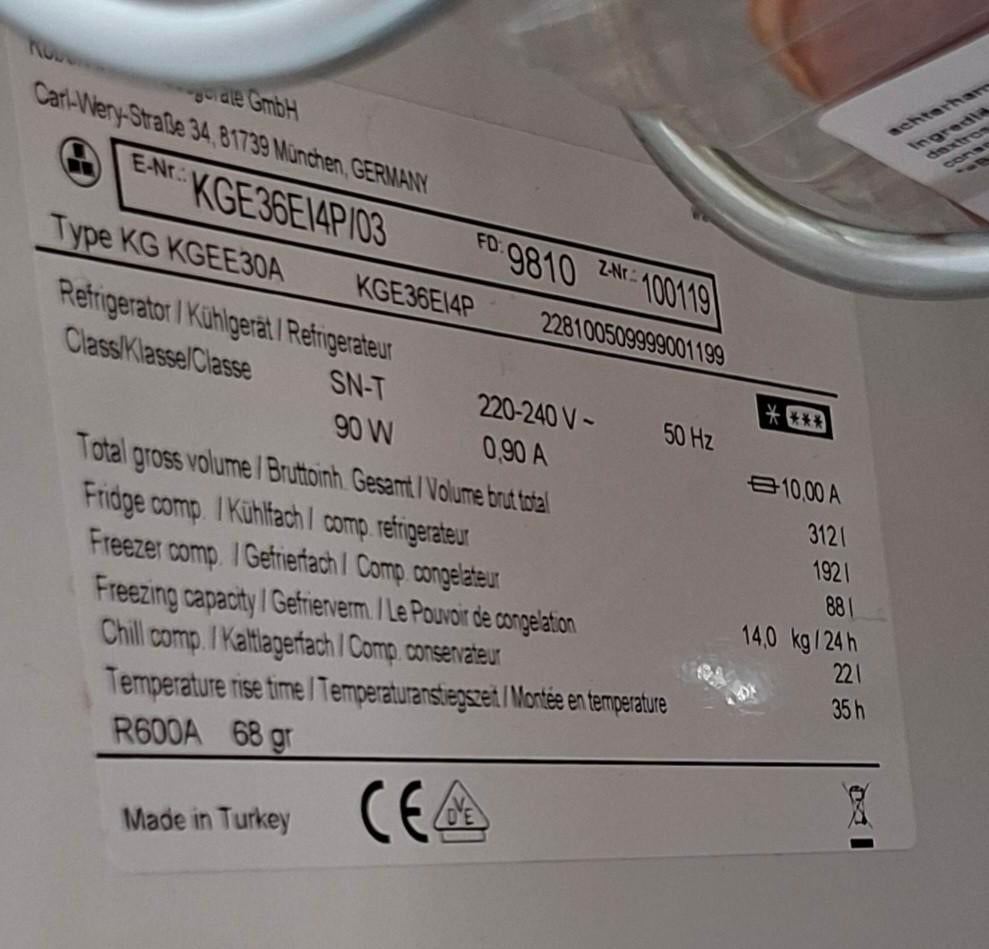 GmbH
Carl-Wery-Straße 34, 81739 München, GERMANY
E-Nr.: KGE36EI4P/03 FD: 9810 Z-Nr.: 100119
Type KG KGEE30A KGE36EI4P 228100509999001199
Refrigerator / Kühlgerät / Refrigerateur
Class/Klasse/Classe SN-T 220-240 V ~ 50 Hz * ***
90 W 0,90 A 10,00 A
Total gross volume / Bruttoinh. Gesamt / Volume brut total 312 l
Fridge comp. / Kühlfach / comp. refrigerateur 192 l
Freezer comp. / Gefrierfach / Comp. congelateur 88 l
Freezing capacity / Gefrierverm. / Le Pouvoir de congelation 14,0 kg / 24 h
Chill comp. / Kaltlagerfach / Comp. conservateur 22 l
Temperature rise time / Temperaturanstiegszeit / Montée en temperature 35 h
R600A 68 gr
Made in Turkey CE DVE
achterham